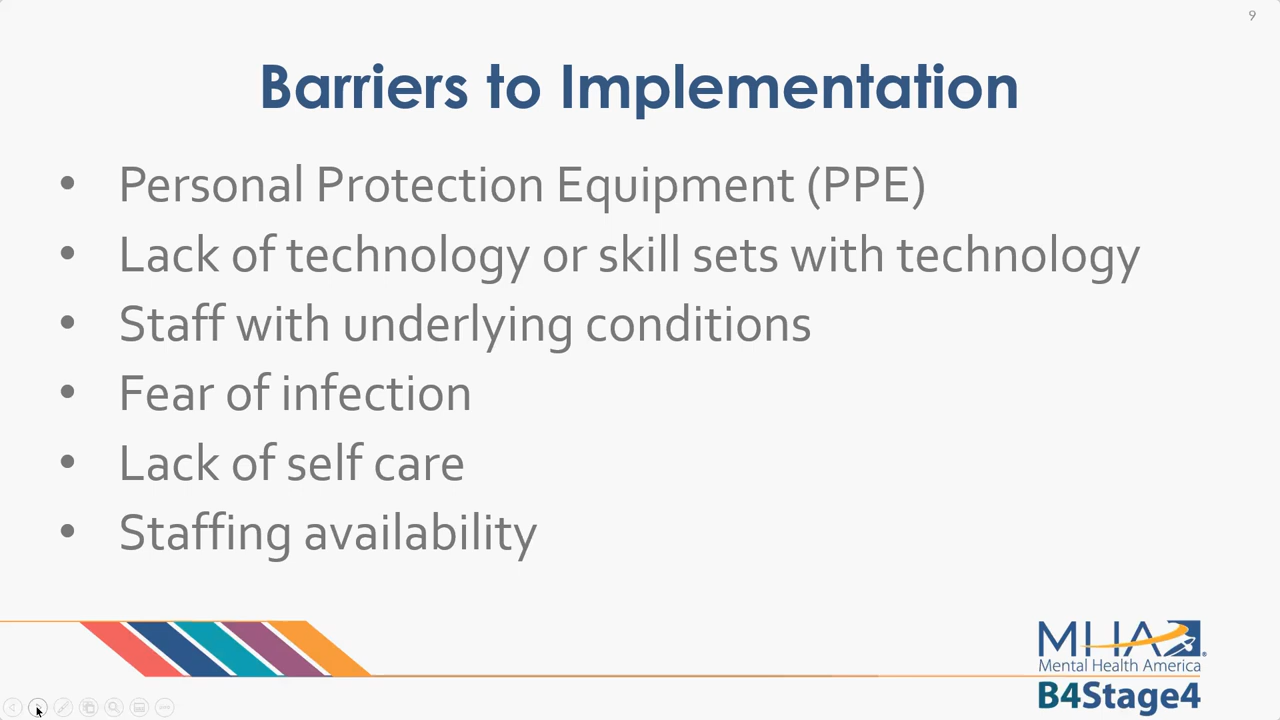 9
Barriers to Implementation
• Personal Protection Equipment (PPE)
• Lack of technology or skill sets with technology
• Staff with underlying conditions
• Fear of infection
• Lack of self care
• Staffing availability
MHA®
Mental Health America
B4Stage4